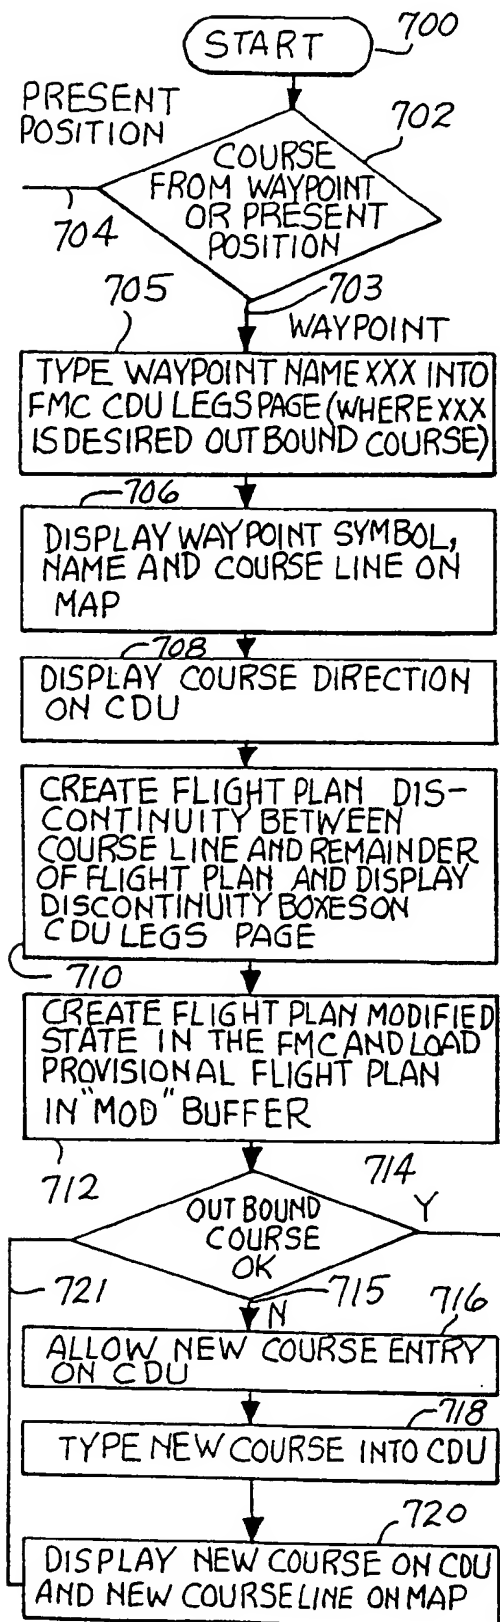 START
700
PRESENT
POSITION
702
COURSE
FROM WAYPOINT
OR PRESENT
POSITION
704
703
705
WAYPOINT
TYPE WAYPOINT NAME XXX INTO
FMC CDU LEGS PAGE (WHERE XXX
IS DESIRED OUTBOUND COURSE)
706
DISPLAY WAYPOINT SYMBOL,
NAME AND COURSE LINE ON
MAP
708
DISPLAY COURSE DIRECTION
ON CDU
CREATE FLIGHT PLAN DIS-
CONTINUITY BETWEEN
COURSE LINE AND REMAINDER
OF FLIGHT PLAN AND DISPLAY
DISCONTINUITY BOXES ON
CDU LEGS PAGE
710
CREATE FLIGHT PLAN MODIFIED
STATE IN THE FMC AND LOAD
PROVISIONAL FLIGHT PLAN
IN "MOD" BUFFER
712
714
OUTBOUND
COURSE
OK
Y
721
715
N
716
ALLOW NEW COURSE ENTRY
ON CDU
718
TYPE NEW COURSE INTO CDU
720
DISPLAY NEW COURSE ON CDU
AND NEW COURSE LINE ON MAP